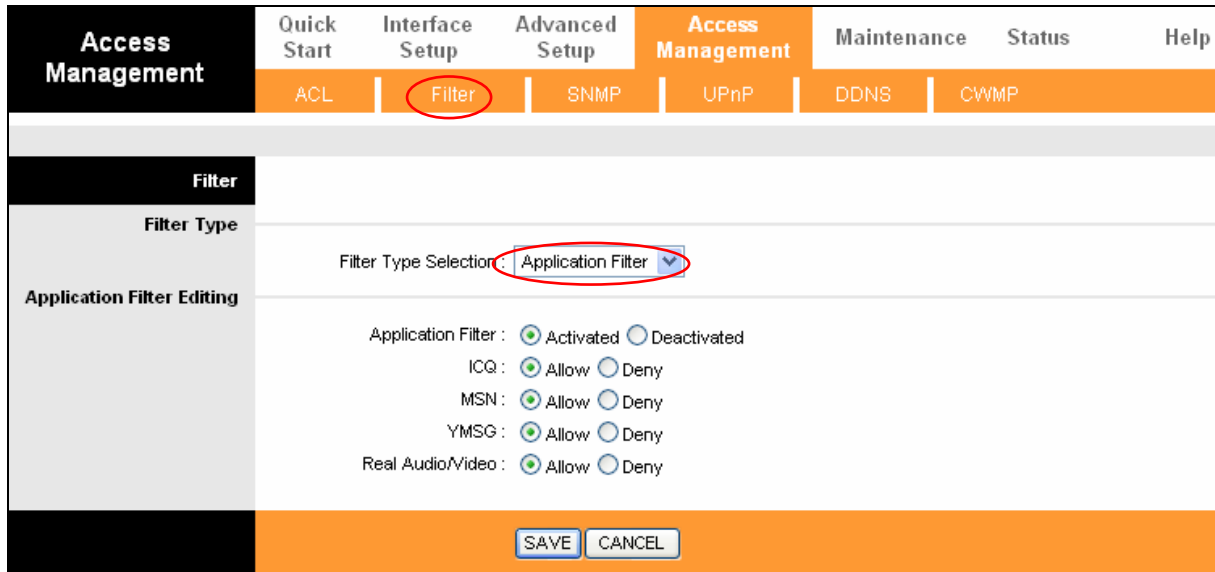 Access Management
Quick Start
Interface Setup
Advanced Setup
Access Management
Maintenance
Status
Help
ACL
Filter
SNMP
UPnP
DDNS
CWMP
Filter
Filter Type
Filter Type Selection : Application Filter
Application Filter Editing
Application Filter : Activated Deactivated
ICQ : Allow Deny
MSN : Allow Deny
YMSG : Allow Deny
Real Audio/Video : Allow Deny
SAVE CANCEL